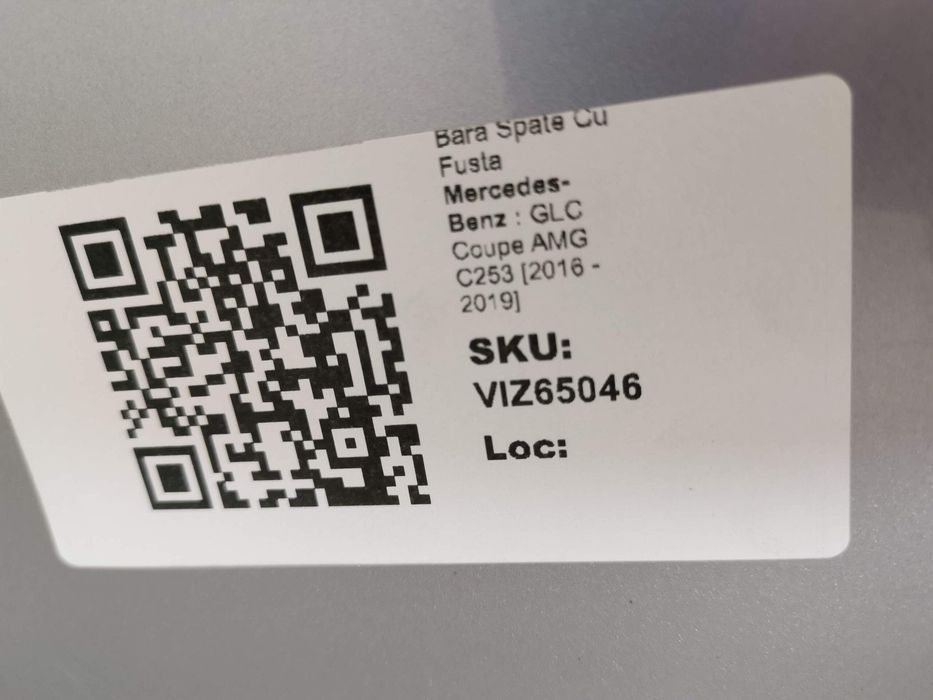 Bara Spate Cu
Fusta
Mercedes-
Benz : GLC
Coupe AMG
C253 [2016 -
2019]
SKU:
VIZ65046
Loc: